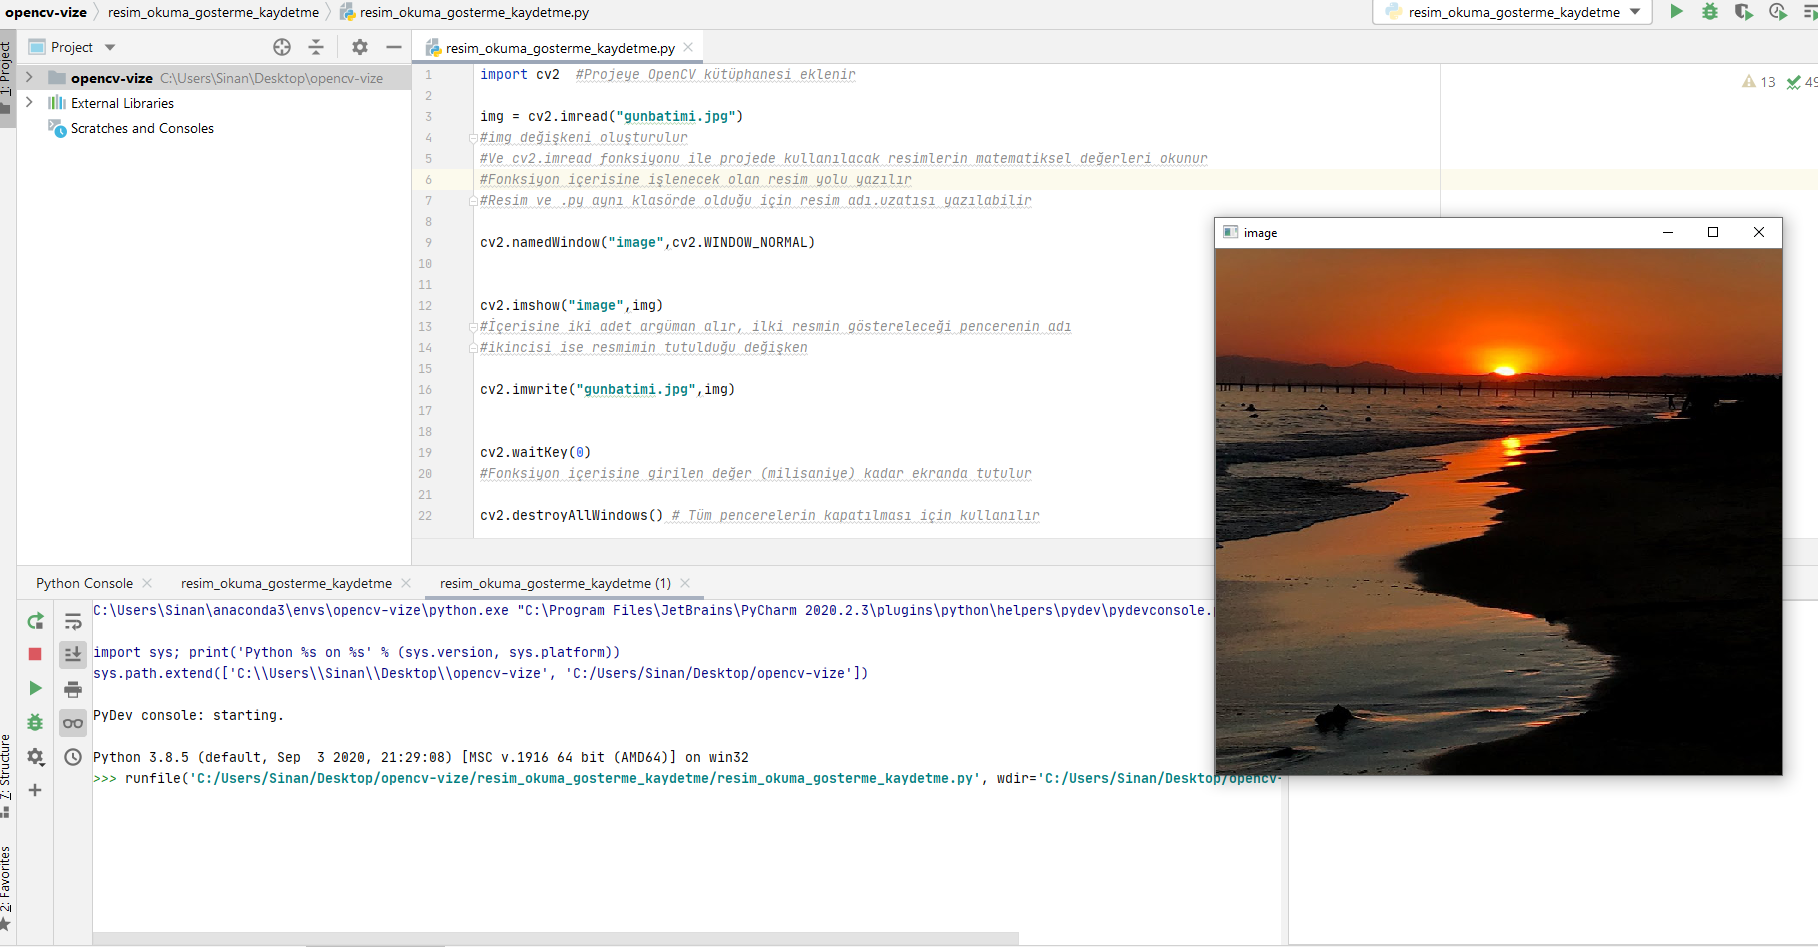 opencv-vize
resim_okuma_gosterme_kaydetme
resim_okuma_gosterme_kaydetme.py
resim_okuma_gosterme_kaydetme
1: Project
Project
resim_okuma_gosterme_kaydetme.py
opencv-vize C:\Users\Sinan\Desktop\opencv-vize
External Libraries
Scratches and Consoles
13
49
1 import cv2  #Projeye OpenCV kütüphanesi eklenir
2
3 img = cv2.imread("gunbatimi.jpg")
4 #img değişkeni oluşturulur
5 #Ve cv2.imread fonksiyonu ile projede kullanılacak resimlerin matematiksel değerleri okunur
6 #Fonksiyon içerisine işlenecek olan resim yolu yazılır
7 #Resim ve .py aynı klasörde olduğu için resim adı.uzatısı yazılabilir
8
9 cv2.namedWindow("image",cv2.WINDOW_NORMAL)
10
11
12 cv2.imshow("image",img)
13 #İçerisine iki adet argüman alır, ilki resmin göstereleceği pencerenin adı
14 #ikincisi ise resmimin tutulduğu değişken
15
16 cv2.imwrite("gunbatimi.jpg",img)
17
18
19 cv2.waitKey(0)
20 #Fonksiyon içerisine girilen değer (milisaniye) kadar ekranda tutulur
21
22 cv2.destroyAllWindows() # Tüm pencerelerin kapatılması için kullanılır
image
Python Console
resim_okuma_gosterme_kaydetme
resim_okuma_gosterme_kaydetme (1)
C:\Users\Sinan\anaconda3\envs\opencv-vize\python.exe "C:\Program Files\JetBrains\PyCharm 2020.2.3\plugins\python\helpers\pydev\pydevconsole.
import sys; print('Python %s on %s' % (sys.version, sys.platform))
sys.path.extend(['C:\\Users\\Sinan\\Desktop\\opencv-vize', 'C:/Users/Sinan/Desktop/opencv-vize'])
PyDev console: starting.
Python 3.8.5 (default, Sep  3 2020, 21:29:08) [MSC v.1916 64 bit (AMD64)] on win32
>>> runfile('C:/Users/Sinan/Desktop/opencv-vize/resim_okuma_gosterme_kaydetme/resim_okuma_gosterme_kaydetme.py', wdir='C:/Users/Sinan/Desktop/opencv-
7: Structure
2: Favorites